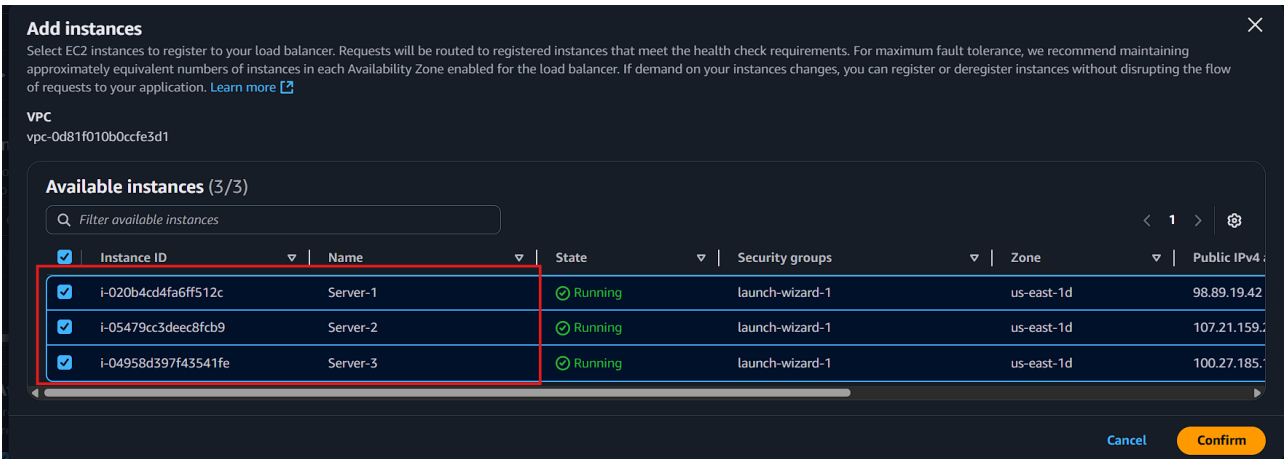 Add instances
Select EC2 instances to register to your load balancer. Requests will be routed to registered instances that meet the health check requirements. For maximum fault tolerance, we recommend maintaining
approximately equivalent numbers of instances in each Availability Zone enabled for the load balancer. If demand on your instances changes, you can register or deregister instances without disrupting the flow
of requests to your application. Learn more
VPC
vpc-0d81f010b0ccfe3d1
Available instances (3/3)
Filter available instances
1
Instance ID Name State Security groups Zone Public IPv4
i-020b4cd4fa6ff512c Server-1 Running launch-wizard-1 us-east-1d 98.89.19.42
i-05479cc3deec8fcb9 Server-2 Running launch-wizard-1 us-east-1d 107.21.159.
i-04958d397f43541fe Server-3 Running launch-wizard-1 us-east-1d 100.27.185.
Cancel Confirm